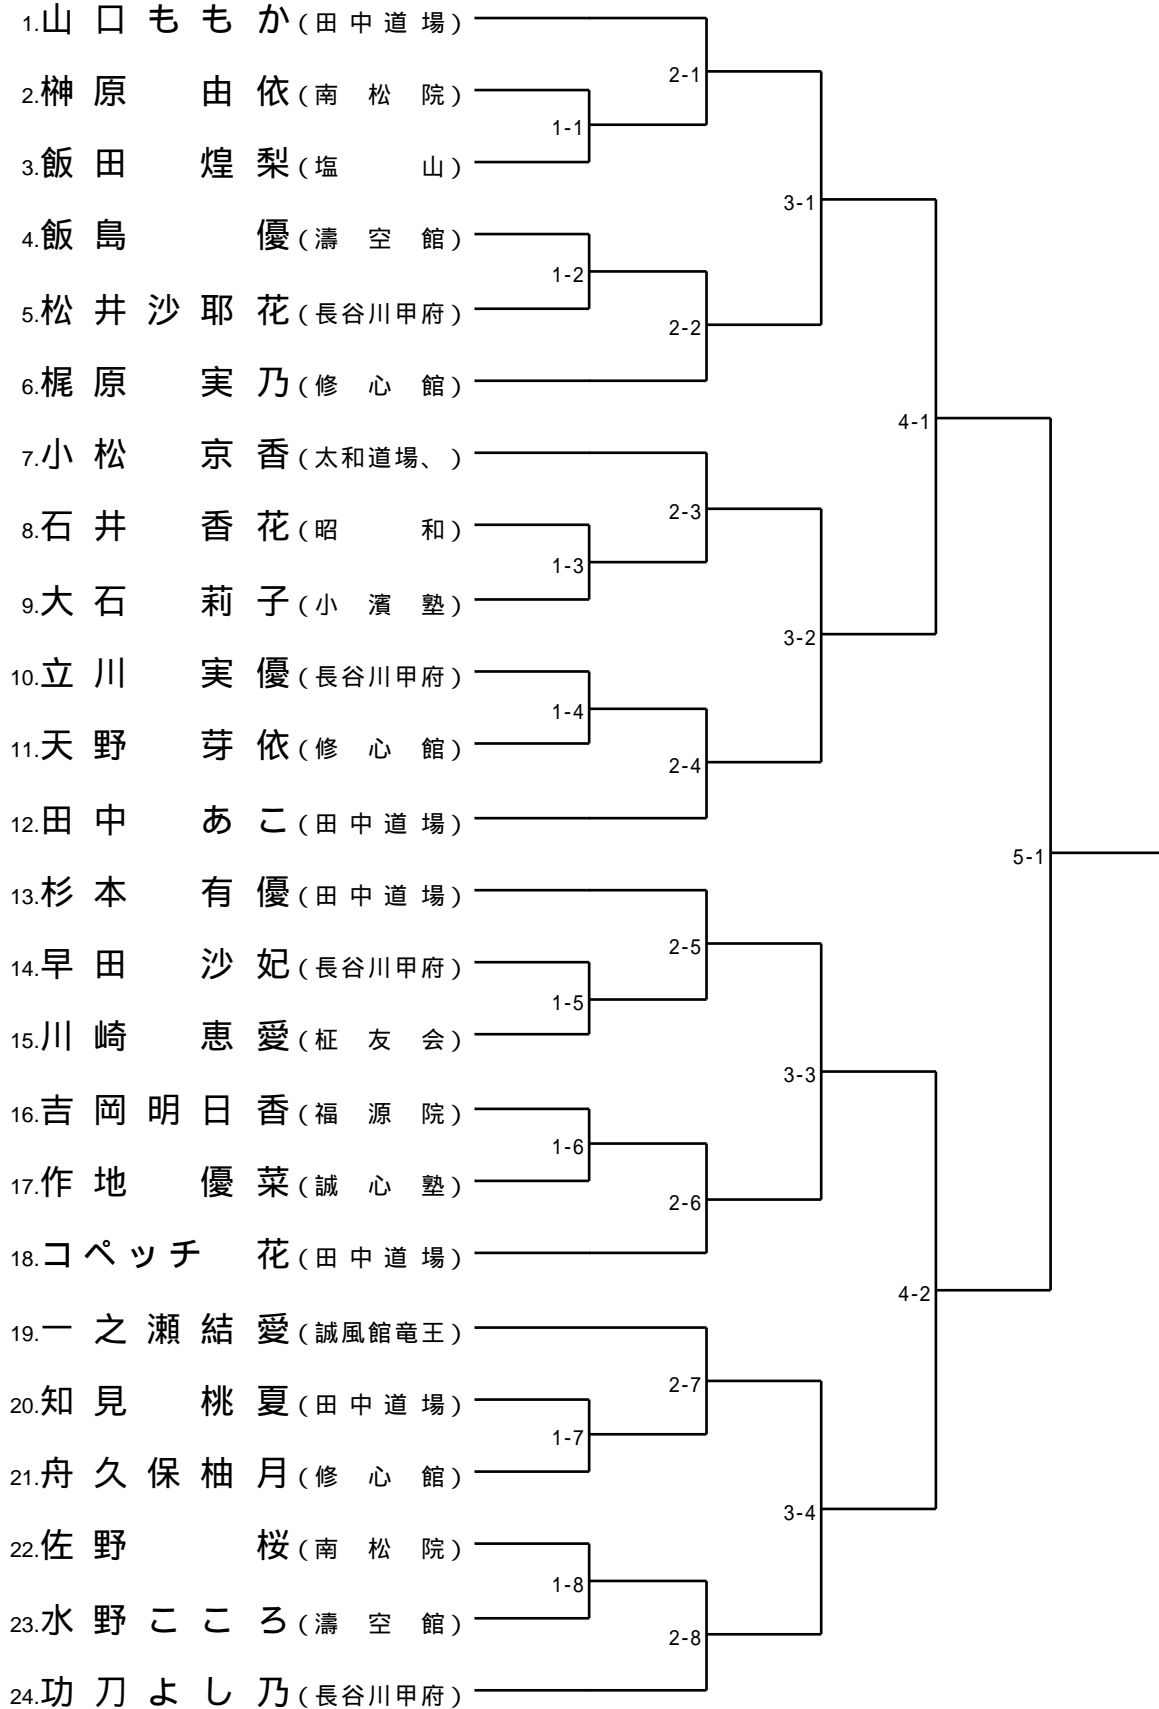 1.山口ももか(田中道場)
2-1
2.榊原 由依(南松院)
1-1
3.飯田 煌梨(塩山)
3-1
4.飯島 優(濤空館)
1-2
5.松井沙耶花(長谷川甲府)
2-2
6.梶原 実乃(修心館)
4-1
7.小松 京香(太和道場、)
2-3
8.石井 香花(昭和)
1-3
9.大石 莉子(小濱塾)
3-2
10.立川 実優(長谷川甲府)
1-4
11.天野 芽依(修心館)
2-4
12.田中 あこ(田中道場)
5-1
13.杉本 有優(田中道場)
2-5
14.早田 沙妃(長谷川甲府)
1-5
15.川崎 恵愛(柾友会)
3-3
16.吉岡明日香(福源院)
1-6
17.作地 優菜(誠心塾)
2-6
18.コペッチ 花(田中道場)
4-2
19.一之瀬結愛(誠風館竜王)
2-7
20.知見 桃夏(田中道場)
1-7
21.舟久保柚月(修心館)
3-4
22.佐野 桜(南松院)
1-8
23.水野こころ(濤空館)
2-8
24.功刀よし乃(長谷川甲府)